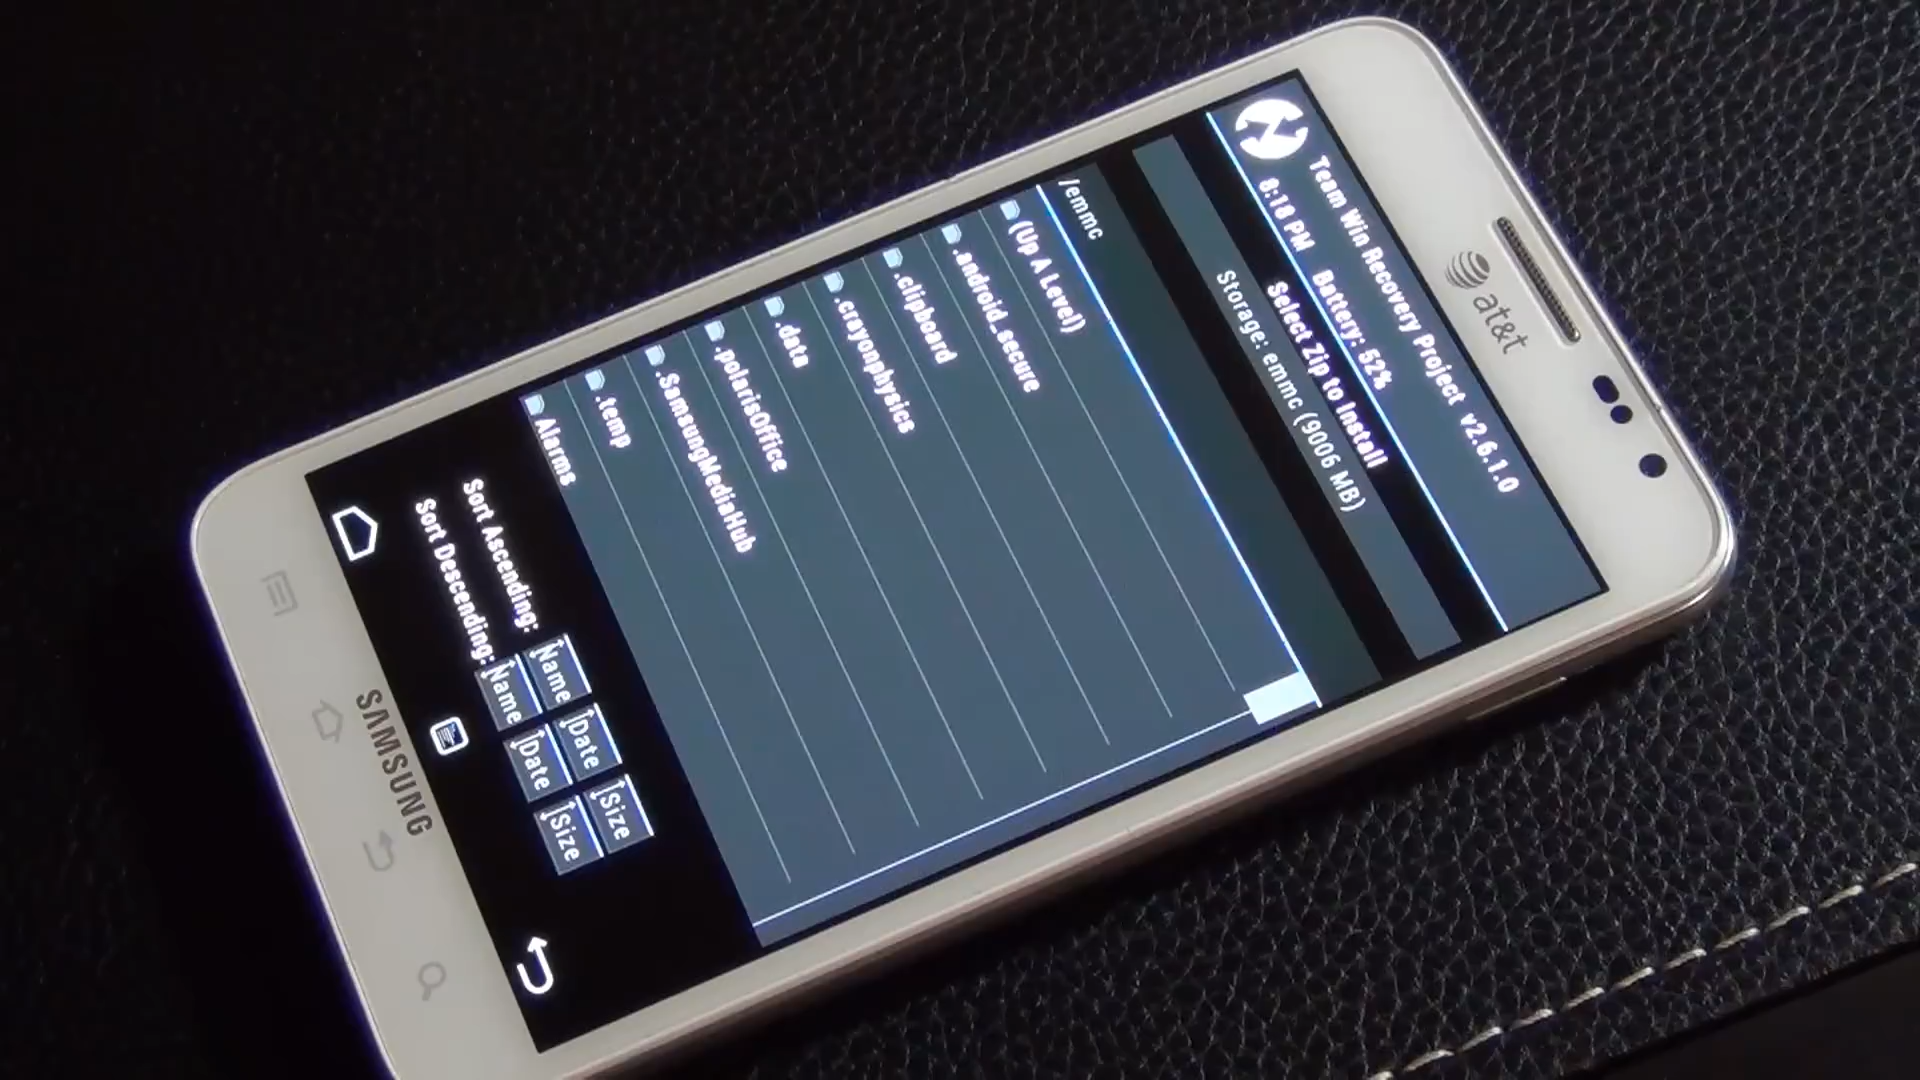 at&t
Team Win Recovery Project v2.6.1.0
8:18 PM Battery: 52%
Select Zip to Install
Storage: emmc (9006 MB)
/emmc
(Up A Level)
.android_secure
.clipboard
.crayonphysics
.data
.polarisOffice
.SamsungMediaHub
.temp
Alarms
Sort Ascending: Name Date Size
Sort Descending: Name Date Size
SAMSUNG